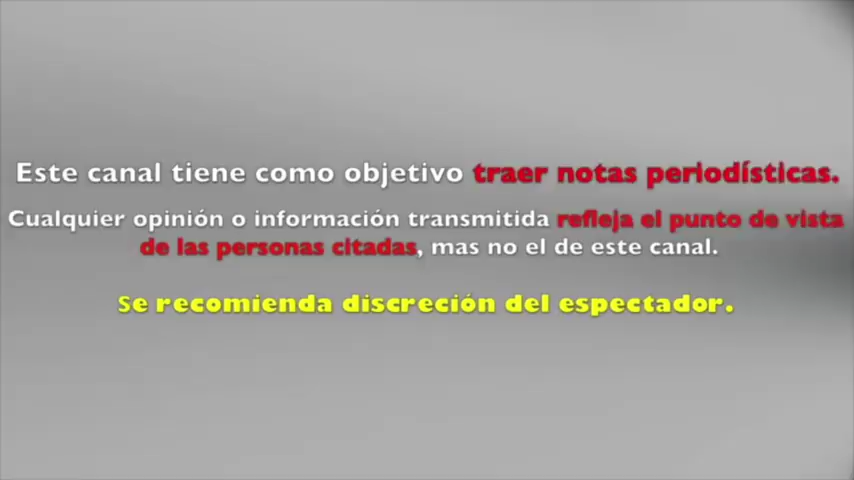 Este canal tiene como objetivo traer notas periodísticas.
Cualquier opinión o información transmitida refleja el punto de vista
de las personas citadas, mas no el de este canal.
Se recomienda discreción del espectador.